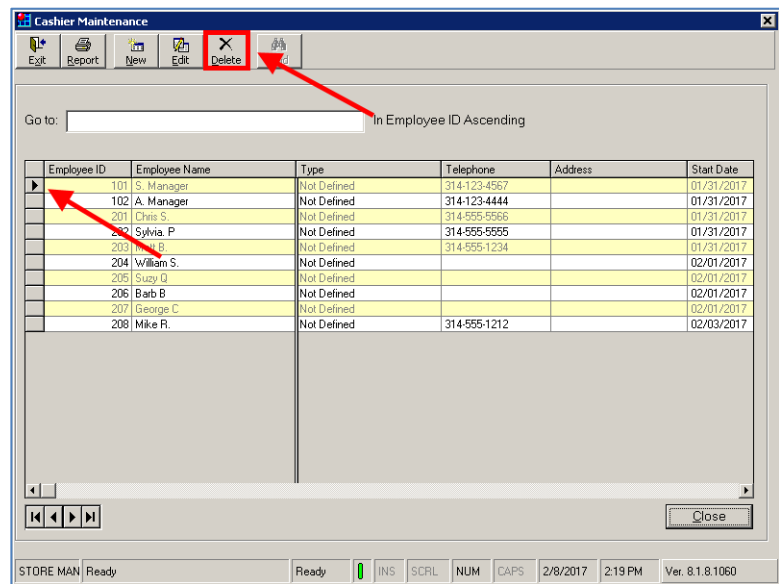 Cashier Maintenance
Exit Report New Edit Delete
Go to: In Employee ID Ascending
Employee ID Employee Name Type Telephone Address Start Date
101 S. Manager Not Defined 314-123-4567 01/31/2017
102 A. Manager Not Defined 314-123-4444 01/31/2017
201 Chris S. Not Defined 314-555-5566 01/31/2017
202 Sylvia. P Not Defined 314-555-5555 01/31/2017
203 Matt B. Not Defined 314-555-1234 01/31/2017
204 William S. Not Defined 02/01/2017
205 Suzy Q Not Defined 02/01/2017
206 Barb B Not Defined 02/01/2017
207 George C Not Defined 02/01/2017
208 Mike R. Not Defined 314-555-1212 02/03/2017
Close
STORE MAN Ready Ready INS SCRL NUM CAPS 2/8/2017 2:19 PM Ver. 8.1.8.1060